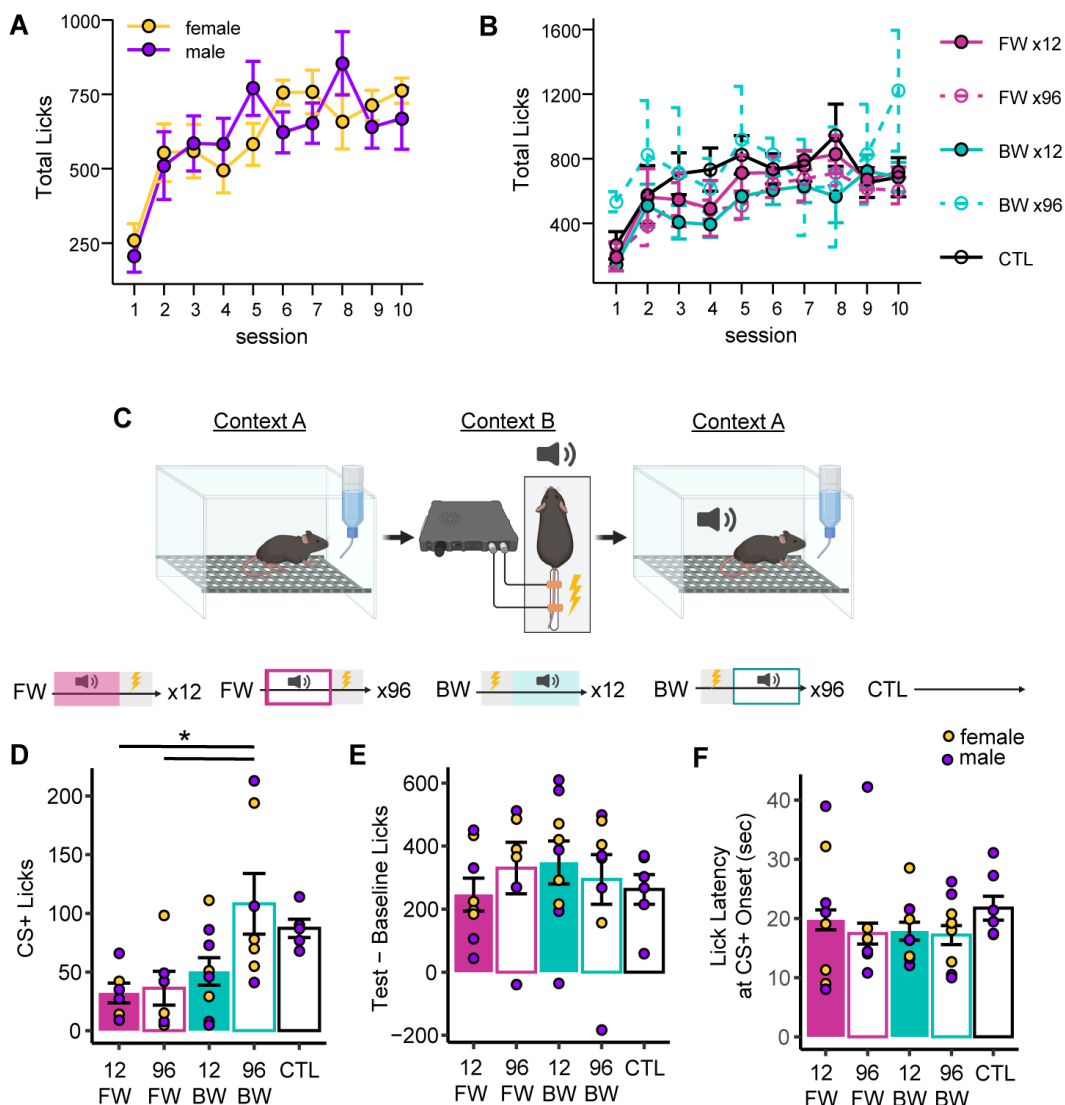 A
1000
750
500
250
Total Licks
female
male
1 2 3 4 5 6 7 8 9 10
session
B
1600
1200
800
400
Total Licks
1 2 3 4 5 6 7 8 9 10
session
FW x12
FW x96
BW x12
BW x96
CTL
C
Context A
Context B
Context A
FW x12
FW x96
BW x12
BW x96
CTL
D
*
200
150
100
50
0
CS+ Licks
12 96 12 96 CTL
FW FW BW BW
E
600
400
200
0
−200
Test − Baseline Licks
12 96 12 96 CTL
FW FW BW BW
F
female
male
40
30
20
10
0
Lick Latency
at CS+ Onset (sec)
12 96 12 96 CTL
FW FW BW BW